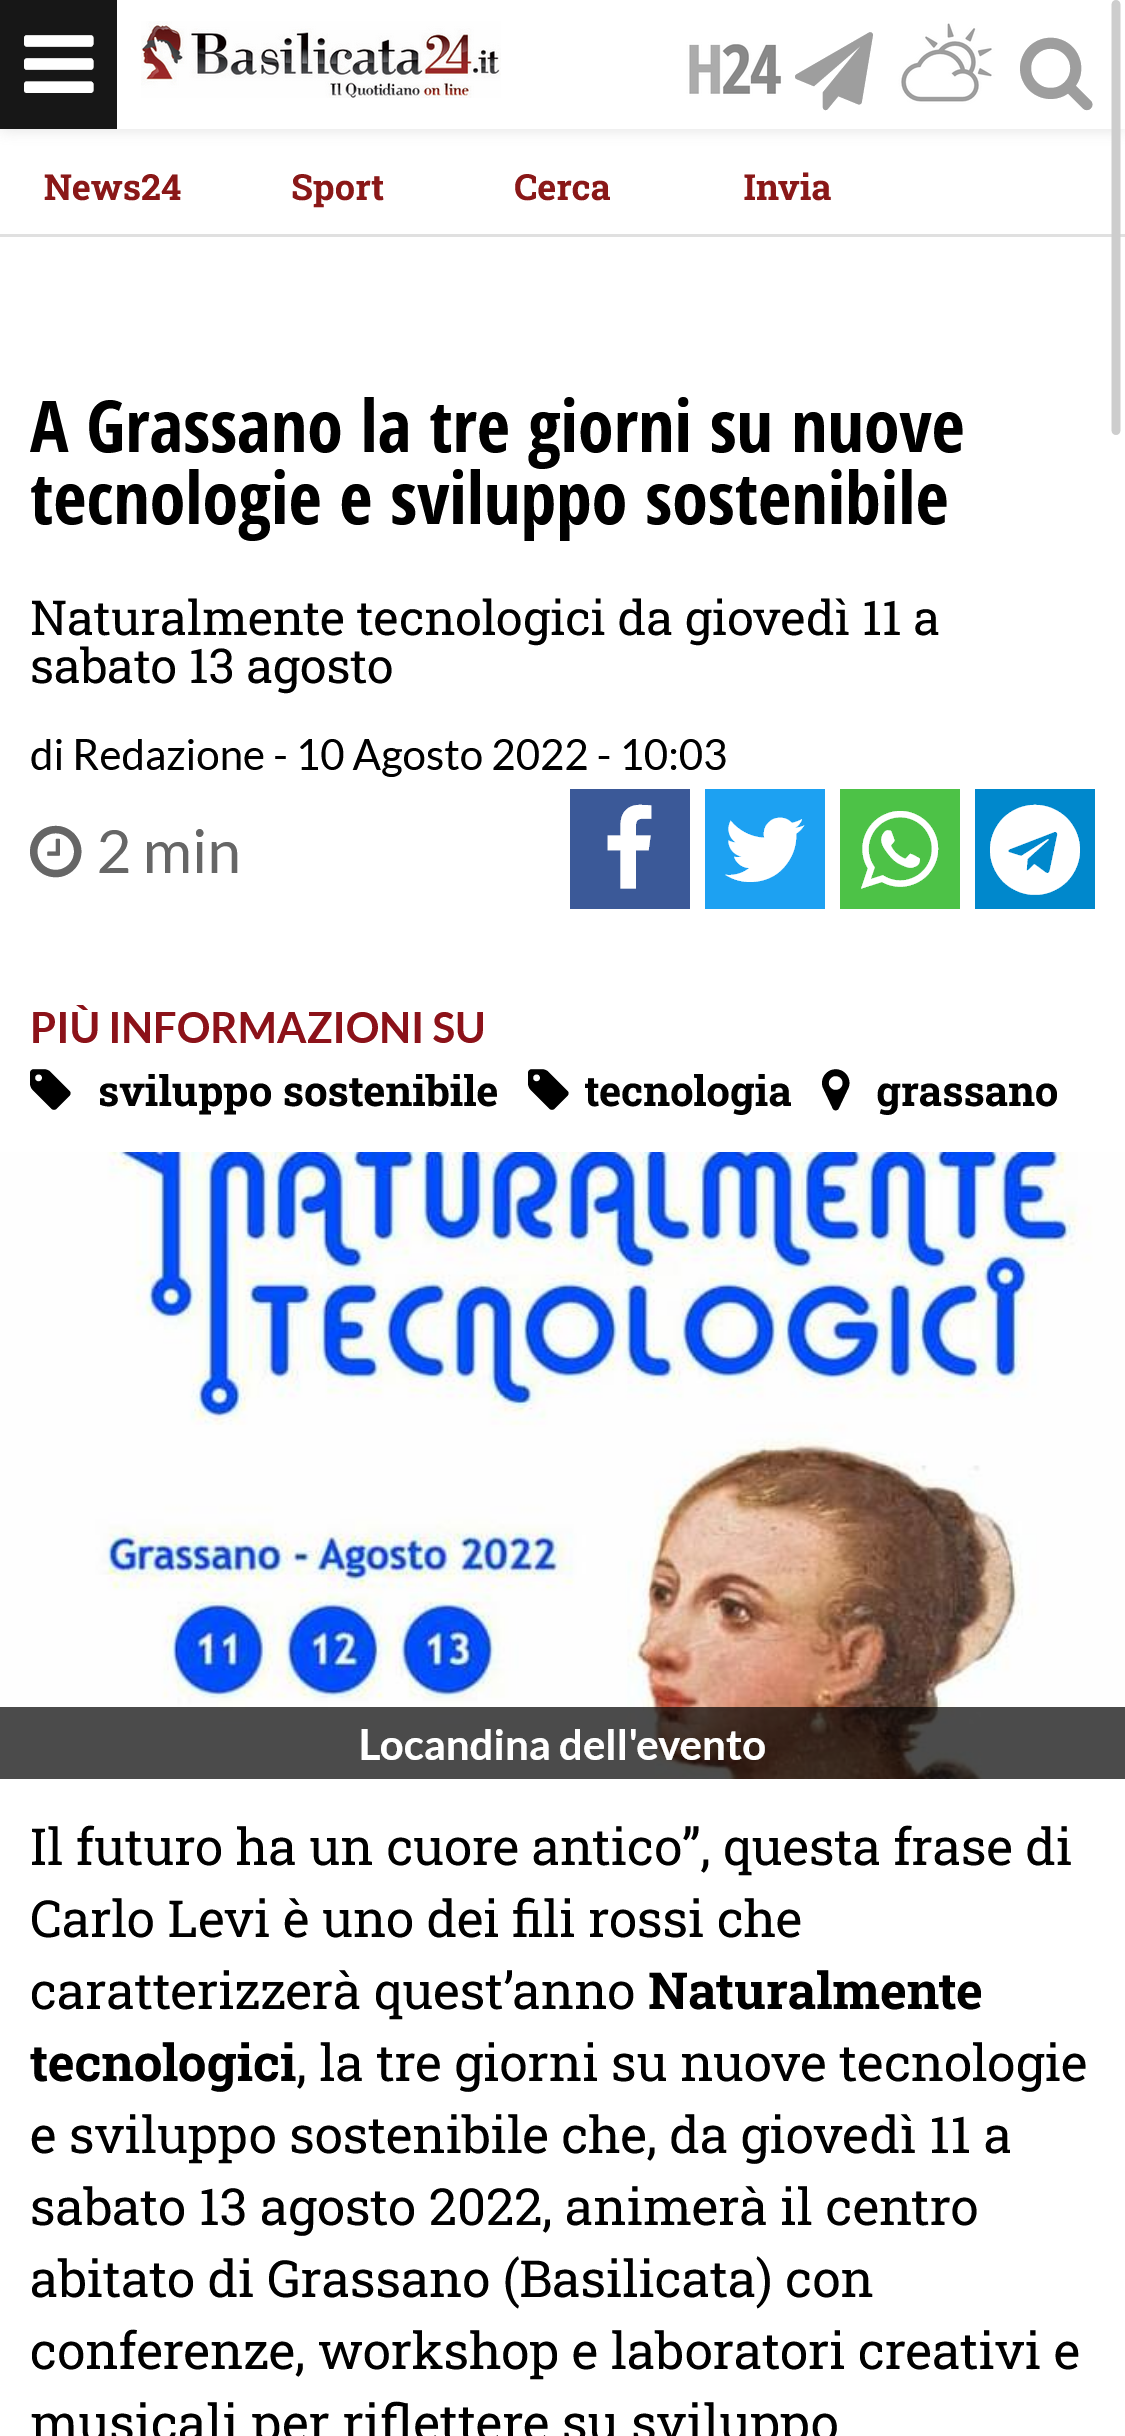 Basilicata24.it
Il Quotidiano on line
H24
News24 Sport Cerca Invia
A Grassano la tre giorni su nuove
tecnologie e sviluppo sostenibile
Naturalmente tecnologici da giovedì 11 a
sabato 13 agosto
di Redazione - 10 Agosto 2022 - 10:03
2 min
PIÙ INFORMAZIONI SU
sviluppo sostenibile tecnologia grassano
NATURALMENTE
TECNOLOGICI
Grassano - Agosto 2022
11 12 13
Locandina dell'evento
Il futuro ha un cuore antico”, questa frase di
Carlo Levi è uno dei fili rossi che
caratterizzerà quest’anno Naturalmente
tecnologici, la tre giorni su nuove tecnologie
e sviluppo sostenibile che, da giovedì 11 a
sabato 13 agosto 2022, animerà il centro
abitato di Grassano (Basilicata) con
conferenze, workshop e laboratori creativi e
musicali per riflettere su sviluppo